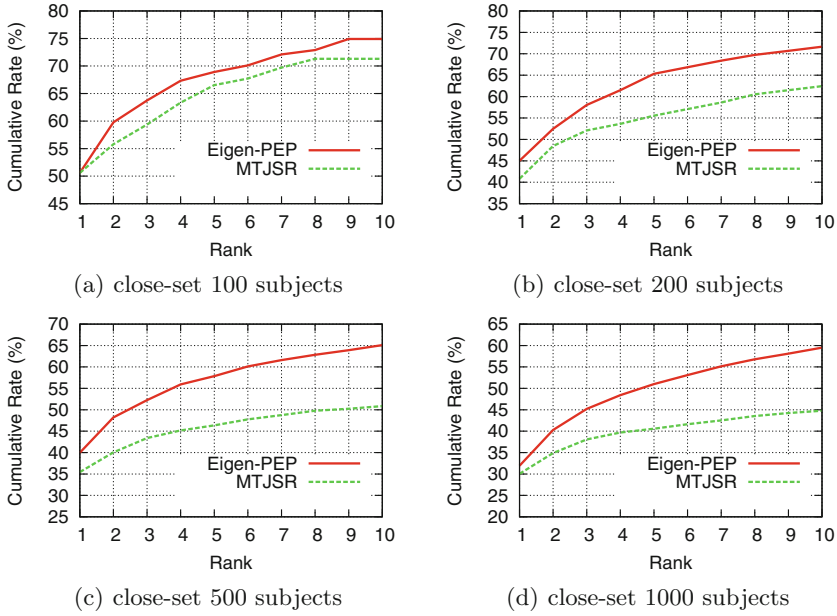 Cumulative Rate (%)
80
75
70
65
60
55
50
45
1 2 3 4 5 6 7 8 9 10
Rank
Eigen-PEP
MTJSR
(a) close-set 100 subjects
Cumulative Rate (%)
80
75
70
65
60
55
50
45
40
35
1 2 3 4 5 6 7 8 9 10
Rank
Eigen-PEP
MTJSR
(b) close-set 200 subjects
Cumulative Rate (%)
70
65
60
55
50
45
40
35
30
25
1 2 3 4 5 6 7 8 9 10
Rank
Eigen-PEP
MTJSR
(c) close-set 500 subjects
Cumulative Rate (%)
65
60
55
50
45
40
35
30
25
20
1 2 3 4 5 6 7 8 9 10
Rank
Eigen-PEP
MTJSR
(d) close-set 1000 subjects